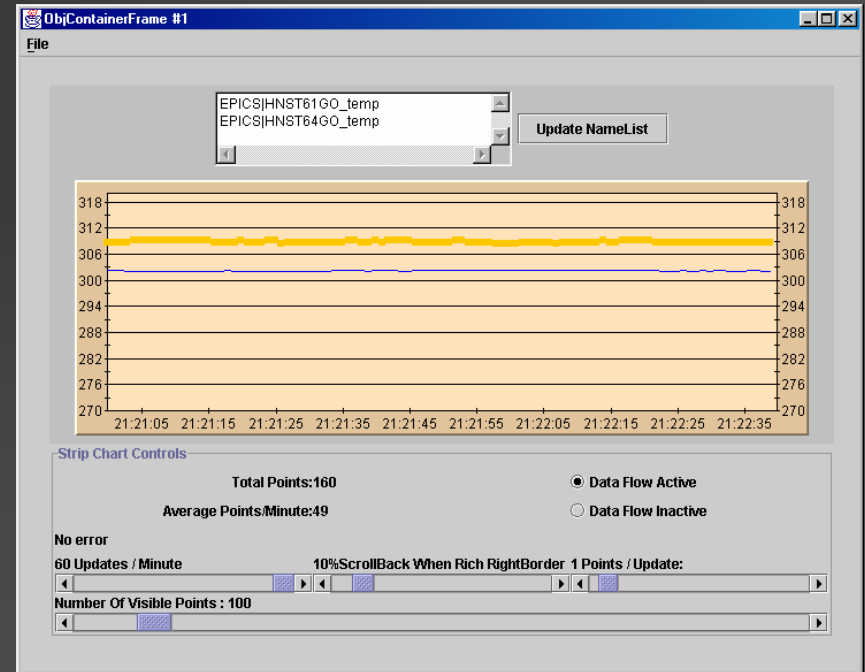 ObjContainerFrame #1
File
EPICS|HNST61GO_temp
EPICS|HNST64GO_temp
Update NameList
318 318
312 312
306 306
300 300
294 294
288 288
282 282
276 276
270 270
21:21:05 21:21:15 21:21:25 21:21:35 21:21:45 21:21:55 21:22:05 21:22:15 21:22:25 21:22:35
Strip Chart Controls
Total Points:160 Data Flow Active
Average Points/Minute:49 Data Flow Inactive
No error
60 Updates / Minute 10%ScrollBack When Rich RightBorder 1 Points / Update:
Number Of Visible Points : 100